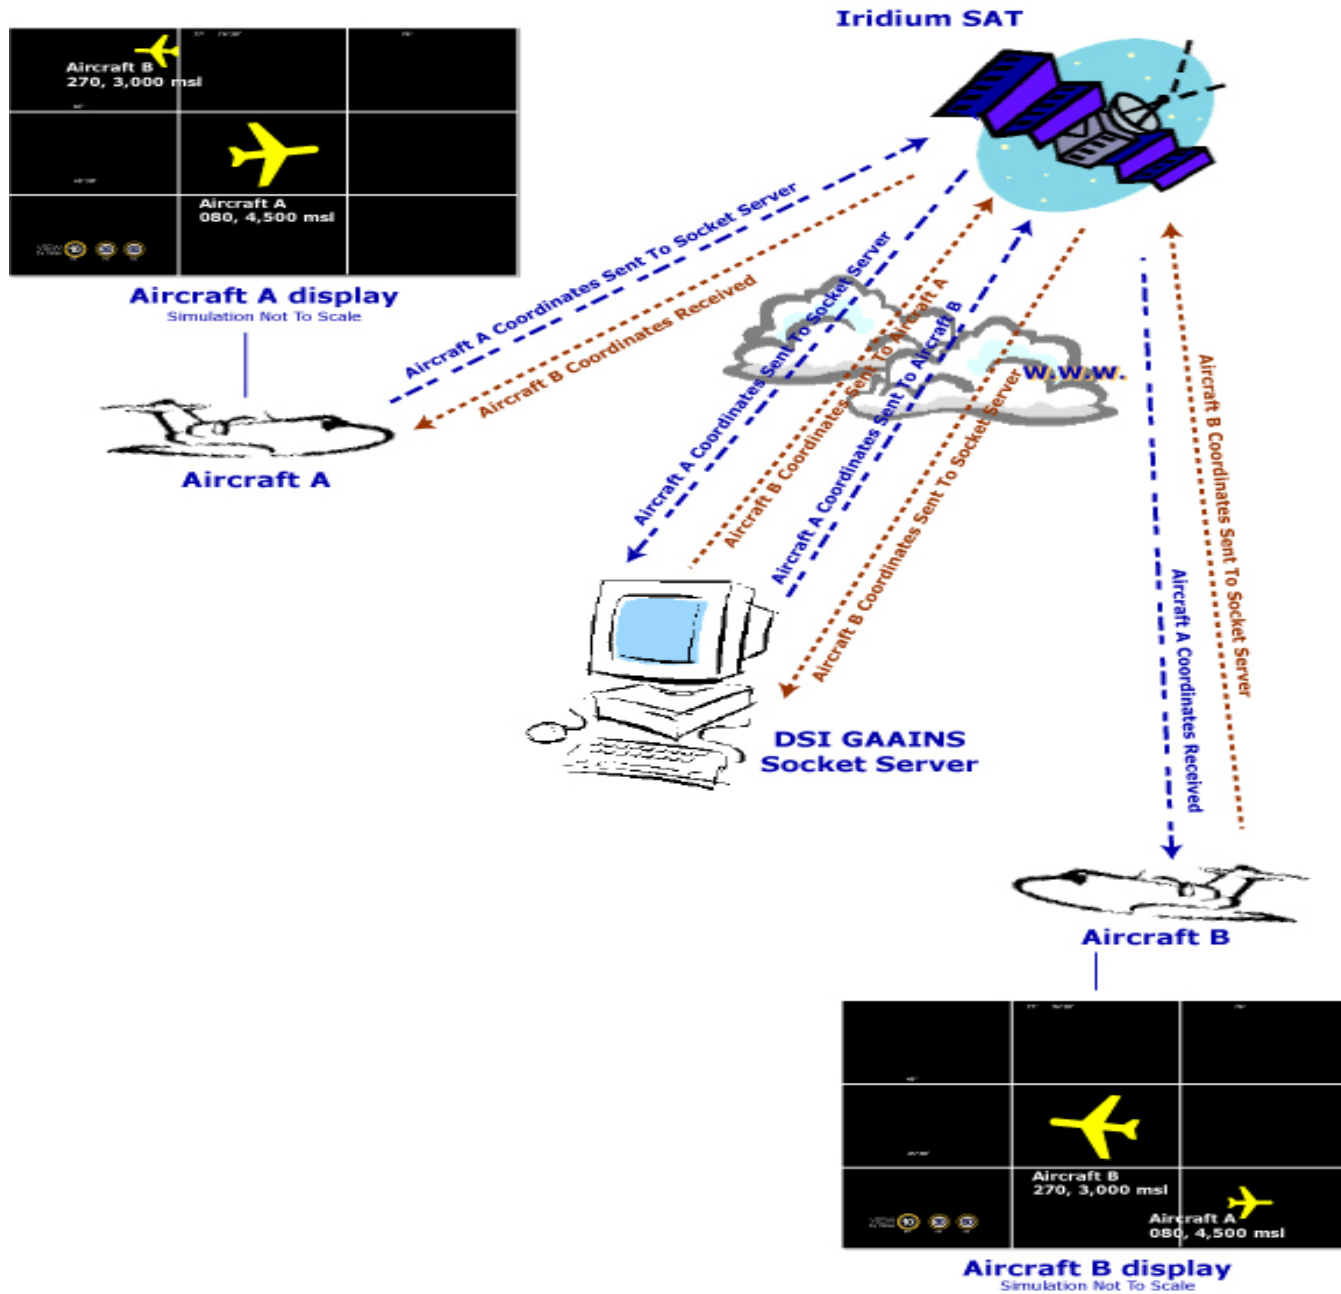 Iridium SAT
Aircraft B
270, 3,000 msl
Aircraft A
080, 4,500 msl
Aircraft A display
Simulation Not To Scale
Aircraft A
Aircraft A Coordinates Sent To Socket Server
Aircraft B Coordinates Received
Aircraft A Coordinates Sent To Socket Server
Aircraft B Coordinates Sent To Aircraft A
Aircraft A Coordinates Sent To Aircraft B
Aircraft B Coordinates Sent To Socket Server
w.w.w.
Aircraft A Coordinates Received
Aircraft B Coordinates Sent To Socket Server
DSI GAAINS
Socket Server
Aircraft B
Aircraft B
270, 3,000 msl
Aircraft A
080, 4,500 msl
Aircraft B display
Simulation Not To Scale